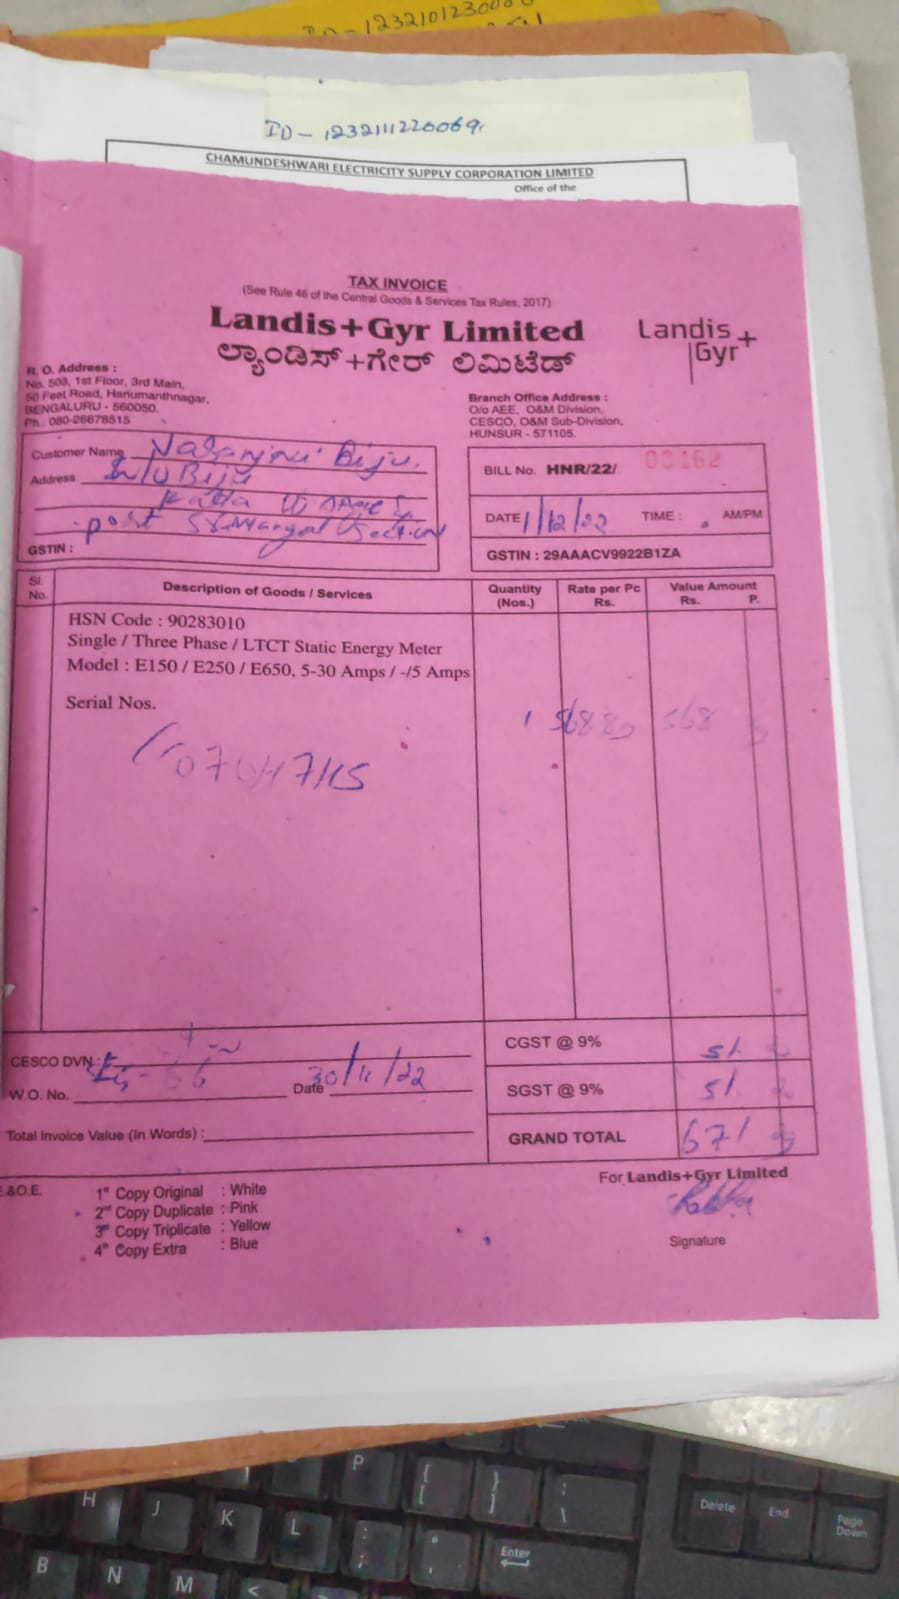 ID - 1232101230
ID - 1232111220069
CHAMUNDESHWARI ELECTRICITY SUPPLY CORPORATION LIMITED
Office of the
TAX INVOICE
(See Rule 46 of the Central Goods & Services Tax Rules, 2017)
Landis+Gyr Limited
ಲ್ಯಾಂಡಿಸ್+ಗೇರ್ ಲಿಮಿಟೆಡ್
Landis+
Gyr
R. O. Address :
No. 503, 1st Floor, 3rd Main,
50 Feet Road, Hanumanthnagar,
BENGALURU - 560050.
Ph : 080-26678515
Branch Office Address :
O/o AEE, O&M Division,
CESCO, O&M Sub-Division,
HUNSUR - 571105.
Customer Name Biju
Address W/o Biju
post
GSTIN :
BILL No. HNR/22/ 00162
DATE 1/12/22 TIME : AM/PM
GSTIN : 29AAACV9922B1ZA
Sl. No. Description of Goods / Services Quantity (Nos.) Rate per Pc Rs. Value Amount Rs. P.
HSN Code : 90283010
Single / Three Phase / LTCT Static Energy Meter
Model : E150 / E250 / E650, 5-30 Amps / -/5 Amps
Serial Nos.
1 568 568
CESCO DVN :
W.O. No. Date 30/11/22
Total Invoice Value (In Words) :
CGST @ 9% 51
SGST @ 9% 51
GRAND TOTAL 671
E&O.E.
1st Copy Original : White
2nd Copy Duplicate : Pink
3rd Copy Triplicate : Yellow
4th Copy Extra : Blue
For Landis+Gyr Limited
Signature
P { [ } ] | \
H J K L : ; " ' Enter
B N M <
Delete End Page Down